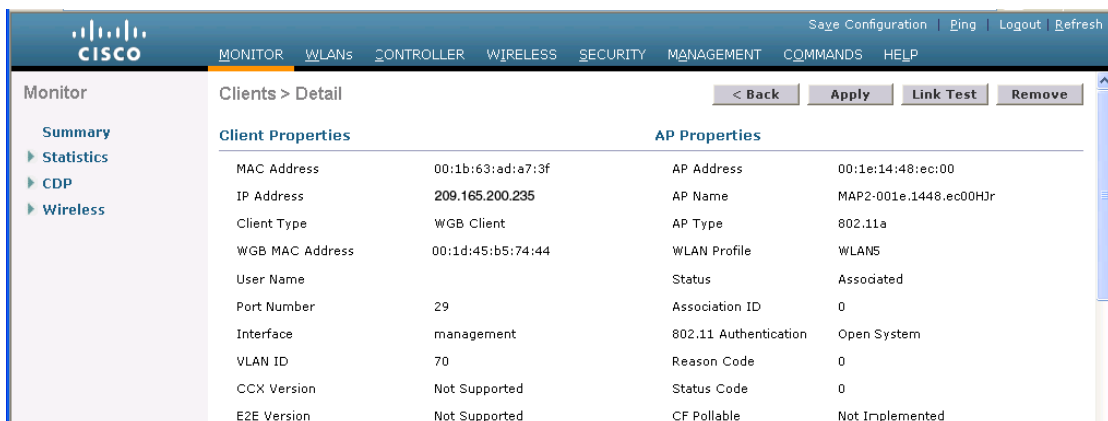 Save Configuration | Ping | Logout | Refresh
CISCO
MONITOR WLANs CONTROLLER WIRELESS SECURITY MANAGEMENT COMMANDS HELP
Monitor
Summary
Statistics
CDP
Wireless
Clients > Detail
< Back Apply Link Test Remove
Client Properties
MAC Address 00:1b:63:ad:a7:3f
IP Address 209.165.200.235
Client Type WGB Client
WGB MAC Address 00:1d:45:b5:74:44
User Name
Port Number 29
Interface management
VLAN ID 70
CCX Version Not Supported
E2E Version Not Supported
AP Properties
AP Address 00:1e:14:48:ec:00
AP Name MAP2-001e.1448.ec00HJr
AP Type 802.11a
WLAN Profile WLAN5
Status Associated
Association ID 0
802.11 Authentication Open System
Reason Code 0
Status Code 0
CF Pollable Not Implemented